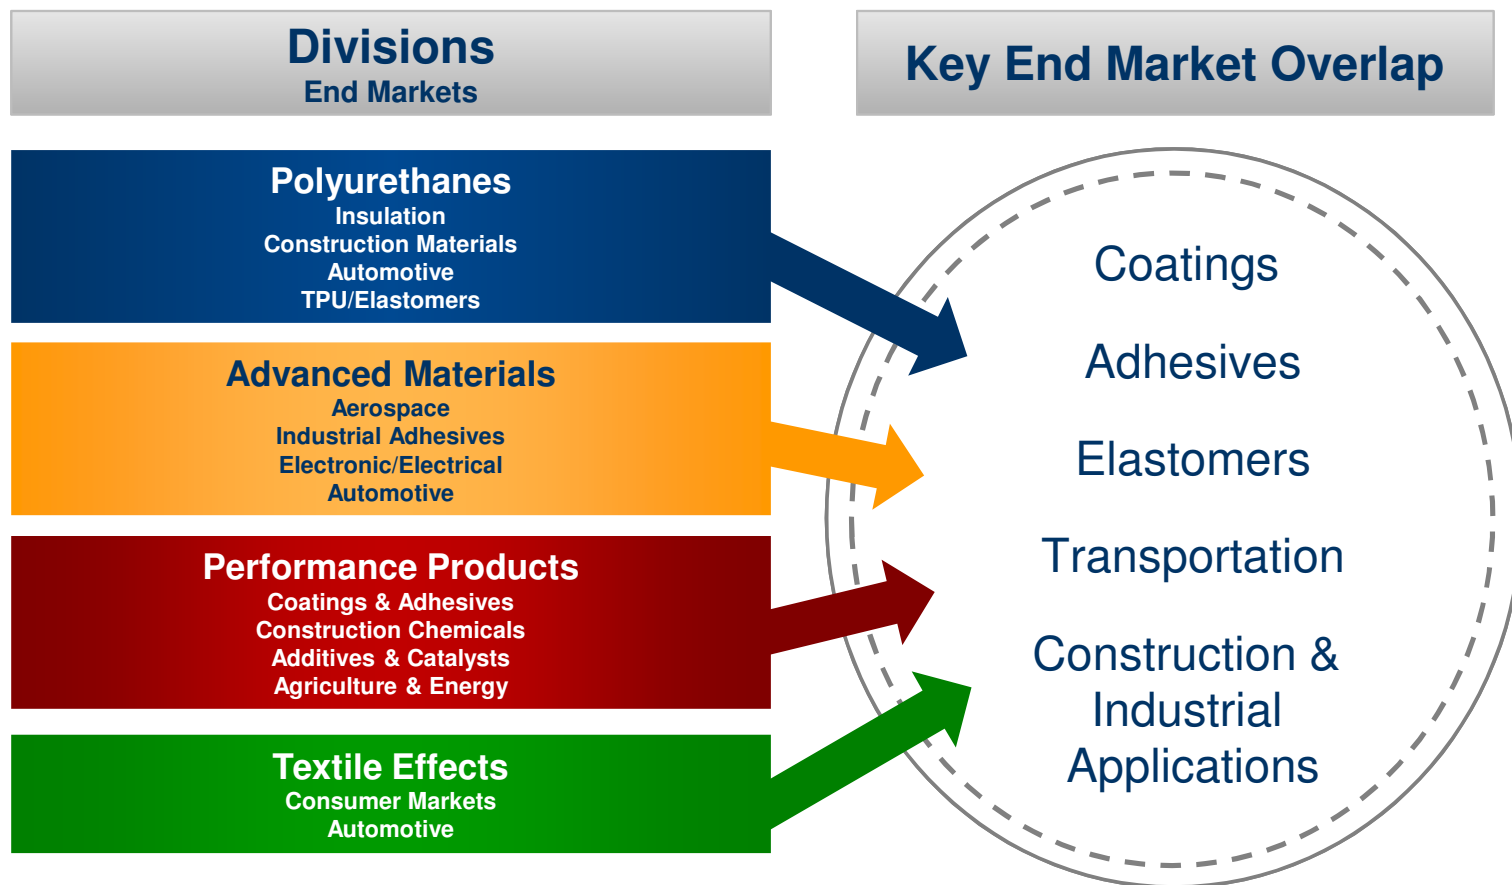 Divisions
End Markets
Key End Market Overlap
Polyurethanes
Insulation
Construction Materials
Automotive
TPU/Elastomers
Advanced Materials
Aerospace
Industrial Adhesives
Electronic/Electrical
Automotive
Performance Products
Coatings & Adhesives
Construction Chemicals
Additives & Catalysts
Agriculture & Energy
Textile Effects
Consumer Markets
Automotive
Coatings
Adhesives
Elastomers
Transportation
Construction &
Industrial
Applications